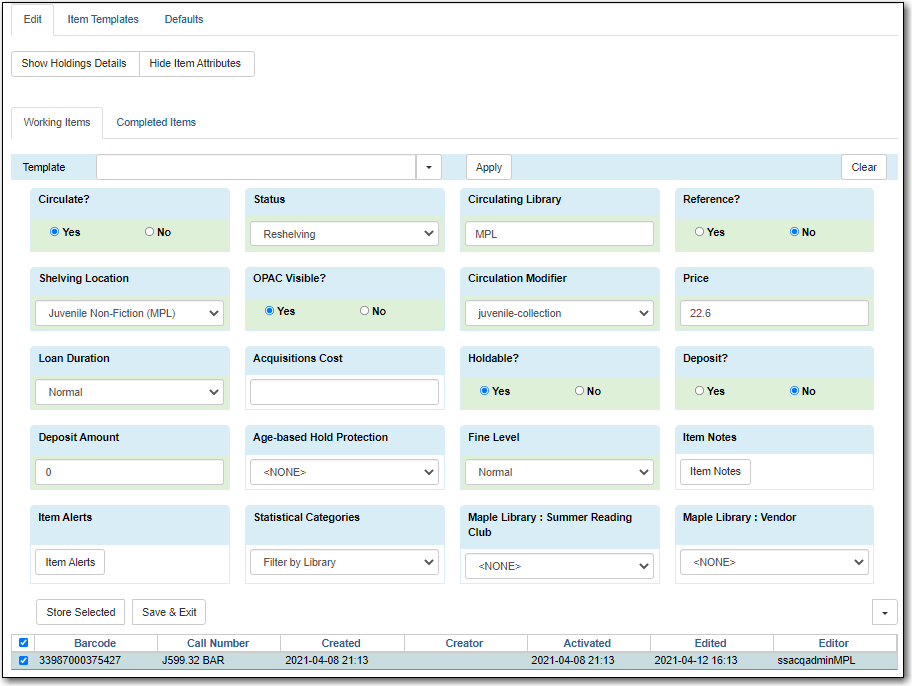 Edit Item Templates Defaults
Show Holdings Details Hide Item Attributes
Working Items Completed Items
Template Apply Clear
Circulate? Status Circulating Library Reference?
Yes No Reshelving MPL Yes No
Shelving Location OPAC Visible? Circulation Modifier Price
Juvenile Non-Fiction (MPL) Yes No juvenile-collection 22.6
Loan Duration Acquisitions Cost Holdable? Deposit?
Normal Yes No Yes No
Deposit Amount Age-based Hold Protection Fine Level Item Notes
0 <NONE> Normal Item Notes
Item Alerts Statistical Categories Maple Library : Summer Reading Club Maple Library : Vendor
Item Alerts Filter by Library <NONE> <NONE>
Store Selected Save & Exit
Barcode Call Number Created Creator Activated Edited Editor
33987000375427 J599.32 BAR 2021-04-08 21:13 2021-04-08 21:13 2021-04-12 16:13 ssacqadminMPL